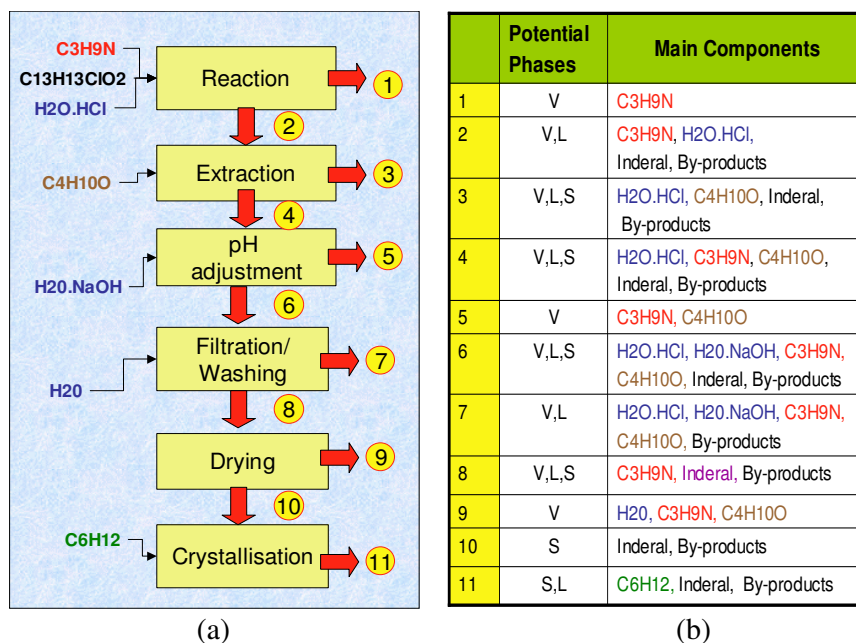 C3H9N
C13H13ClO2
H2O.HCl
Reaction
1
2
C4H10O
Extraction
3
4
H20.NaOH
pH
adjustment
5
6
H20
Filtration/
Washing
7
8
Drying
9
10
C6H12
Crystallisation
11
(a)
Potential
Phases
Main Components
1 V C3H9N
2 V,L C3H9N, H2O.HCl,
Inderal, By-products
3 V,L,S H2O.HCl, C4H10O, Inderal,
By-products
4 V,L,S H2O.HCl, C3H9N, C4H10O,
Inderal, By-products
5 V C3H9N, C4H10O
6 V,L,S H2O.HCl, H20.NaOH, C3H9N,
C4H10O, Inderal, By-products
7 V,L H2O.HCl, H20.NaOH, C3H9N,
C4H10O, By-products
8 V,L,S C3H9N, Inderal, By-products
9 V H20, C3H9N, C4H10O
10 S Inderal, By-products
11 S,L C6H12, Inderal, By-products
(b)